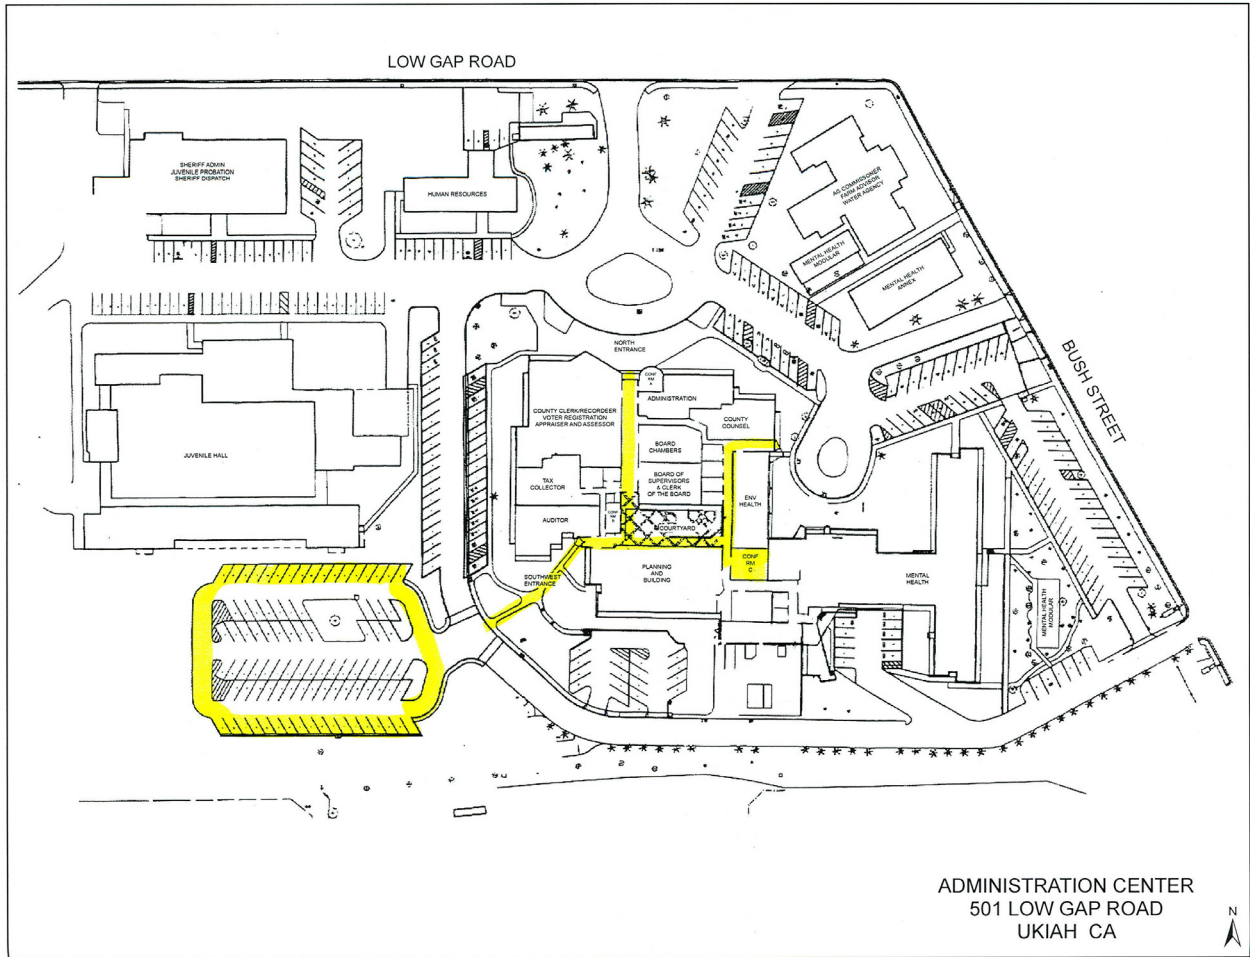 LOW GAP ROAD
SHERIFF ADMIN
JUVENILE PROBATION
SHERIFF DISPATCH
HUMAN RESOURCES
AG COMMISSIONER
FARM ADVISOR
WATER AGENCY
MENTAL HEALTH
MODULAR
MENTAL HEALTH
ANNEX
BUSH STREET
NORTH
ENTRANCE
CONF
RM
A
ADMINISTRATION
COUNTY CLERK/RECORDEER
VOTER REGISTRATION
APPRAISER AND ASSESSOR
COUNTY
COUNSEL
BOARD
CHAMBERS
JUVENILE HALL
TAX
COLLECTOR
BOARD OF
SUPERVISORS
& CLERK
OF THE BOARD
ENV
HEALTH
AUDITOR
CONF
RM
B
COURTYARD
PLANNING
AND
BUILDING
CONF
RM
C
SOUTHWEST
ENTRANCE
MENTAL
HEALTH
MENTAL HEALTH
MODULAR
ADMINISTRATION CENTER
501 LOW GAP ROAD
UKIAH CA
N